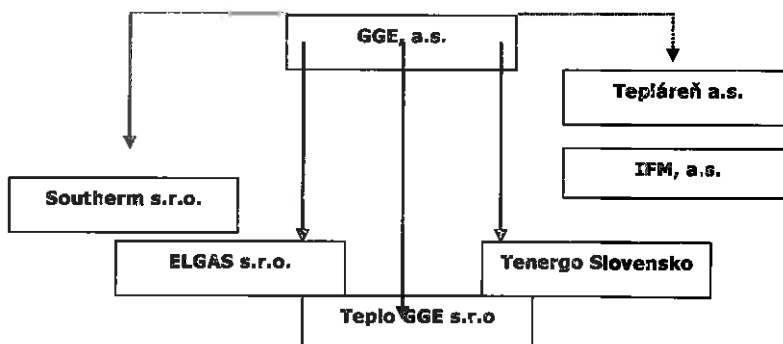 GGE, a.s.
Tepláreň a.s.
IFM, a.s.
Southerm s.r.o.
ELGAS s.r.o.
Tenergo Slovensko
Teplo GGE s.r.o